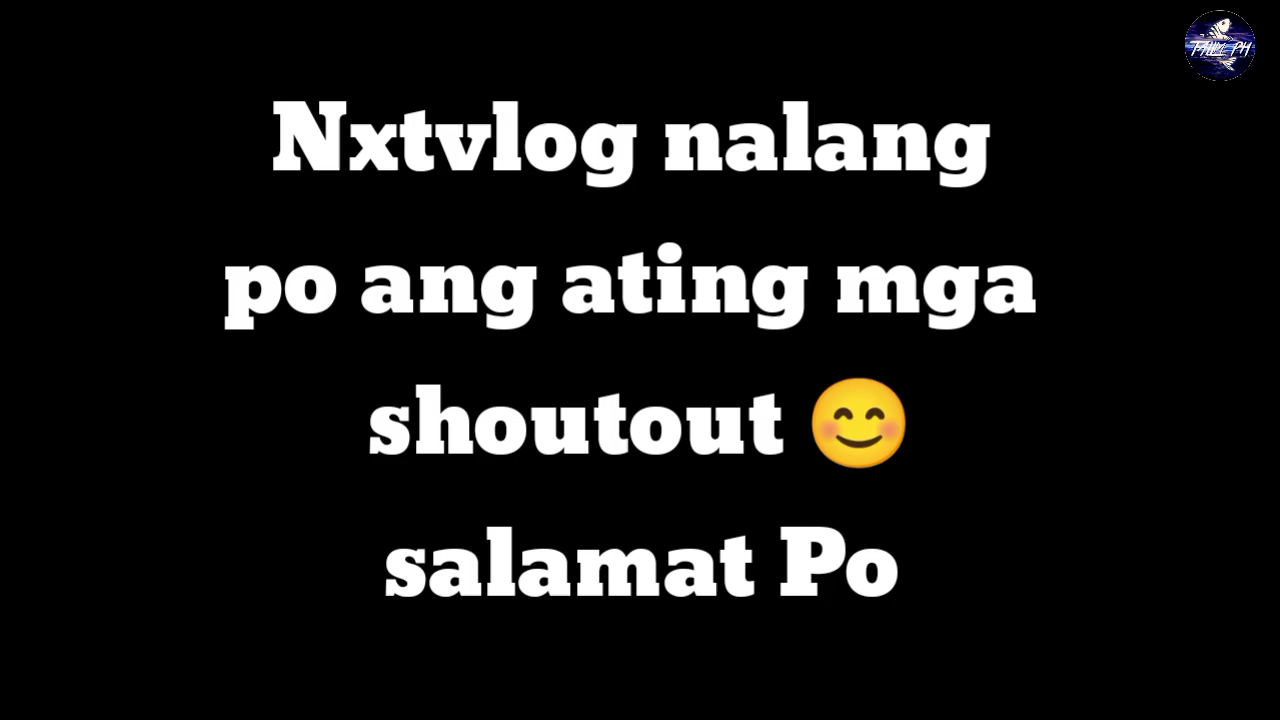 Nxtvlog nalang
po ang ating mga
shoutout 😊
salamat Po